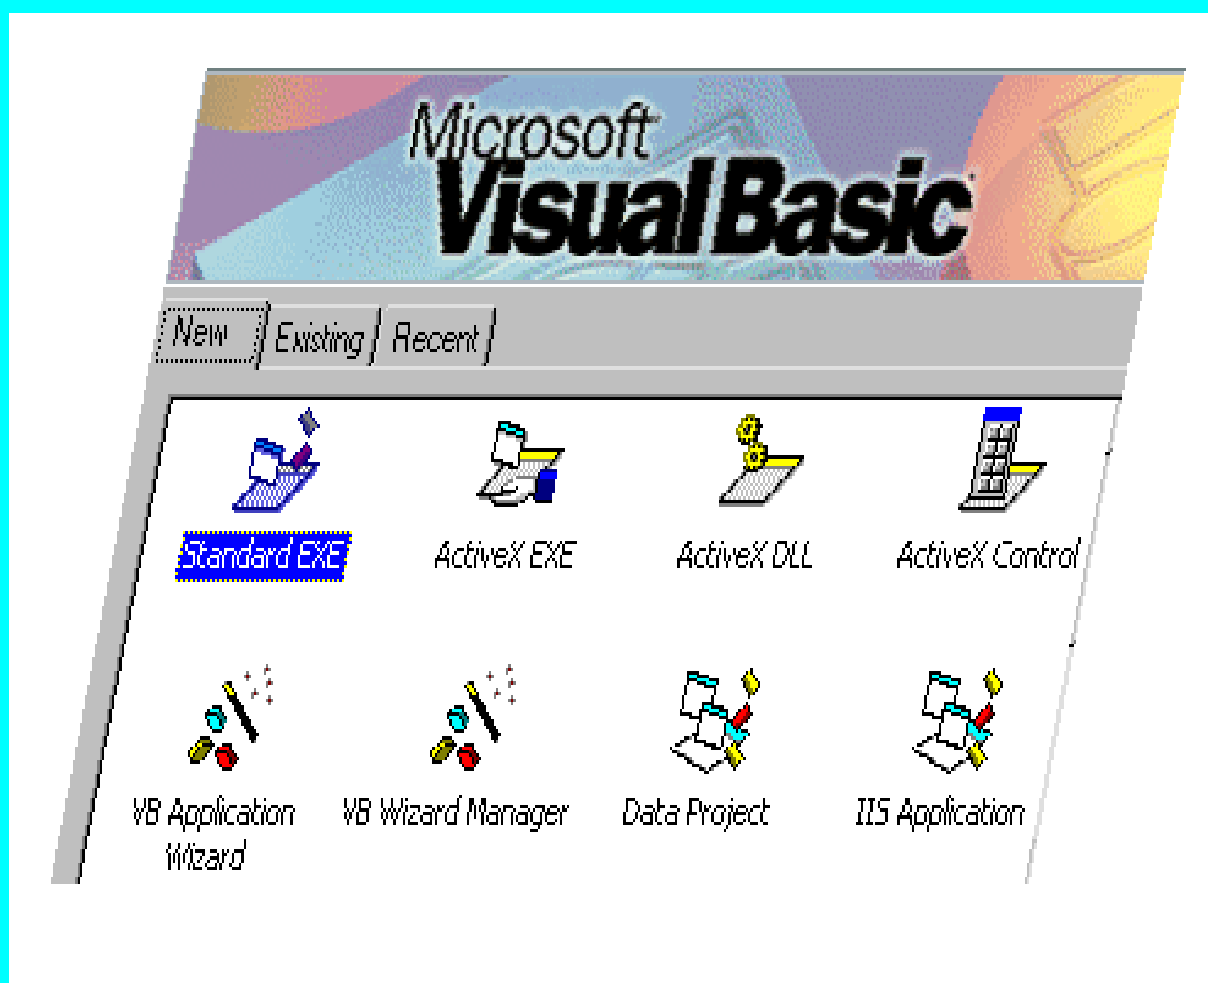 Microsoft
Visual Basic
New Existing Recent
Standard EXE ActiveX EXE ActiveX DLL ActiveX Control
VB Application VB Wizard Manager Data Project IIS Application
Wizard